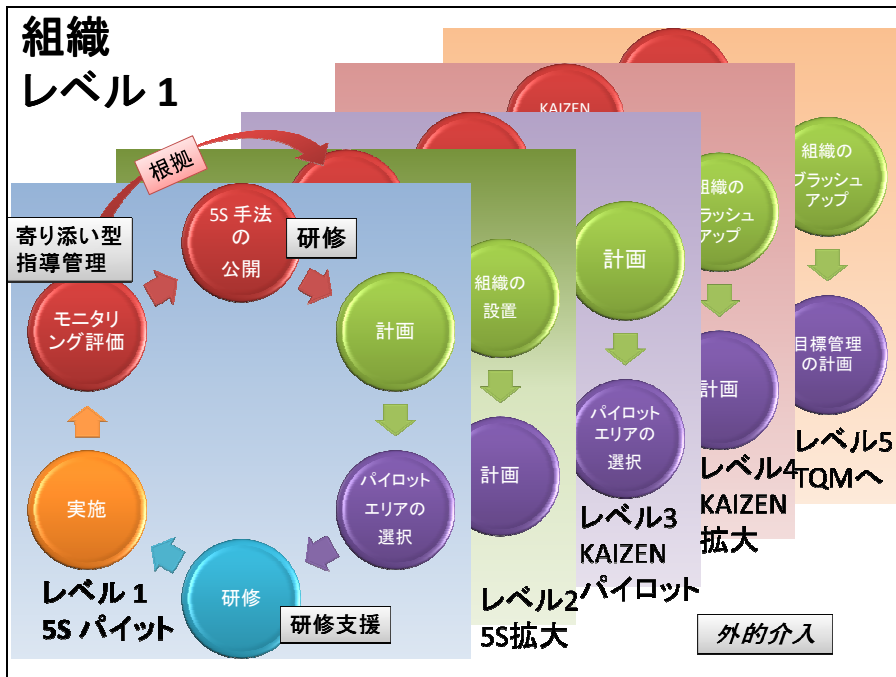 組織
レベル 1
根拠
寄り添い型
指導管理
5S 手法
の
公開
研修
計画
パイロット
エリアの
選択
研修
研修支援
実施
モニタリ
ング評価
レベル 1
5S パイット
組織の
設置
計画
レベル2
5S拡大
計画
パイロット
エリアの
選択
レベル3
KAIZEN
パイロット
KAIZEN
組織の
ラッシュ
アップ
計画
レベル4
KAIZEN
拡大
組織の
ブラッシュ
アップ
目標管理
の計画
レベル5
TQMへ
外的介入